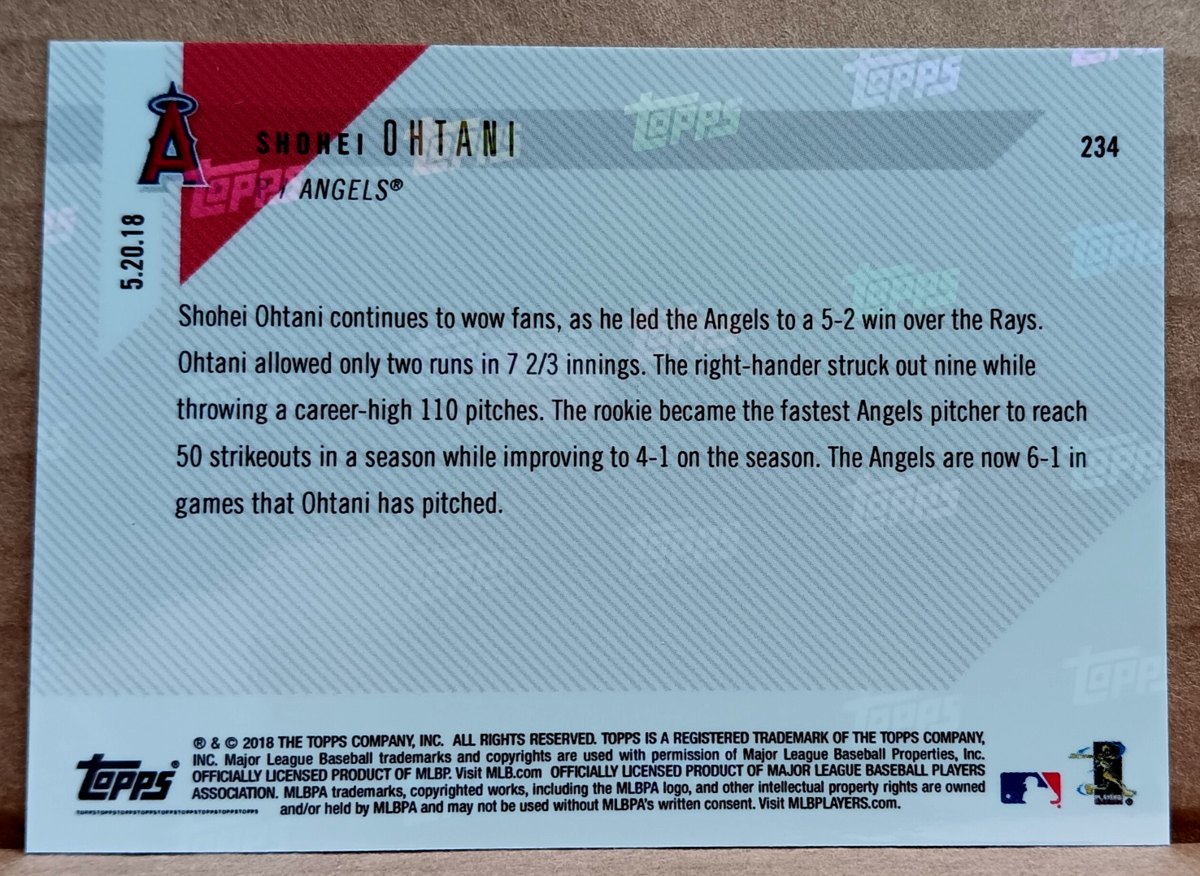 SHOHEI OHTANI
234
ANGELS®
5.20.18
Shohei Ohtani continues to wow fans, as he led the Angels to a 5-2 win over the Rays.
Ohtani allowed only two runs in 7 2/3 innings. The right-hander struck out nine while
throwing a career-high 110 pitches. The rookie became the fastest Angels pitcher to reach
50 strikeouts in a season while improving to 4-1 on the season. The Angels are now 6-1 in
games that Ohtani has pitched.
® & © 2018 THE TOPPS COMPANY, INC. ALL RIGHTS RESERVED. TOPPS IS A REGISTERED TRADEMARK OF THE TOPPS COMPANY,
INC. Major League Baseball trademarks and copyrights are used with permission of Major League Baseball Properties, Inc.
OFFICIALLY LICENSED PRODUCT OF MLBP. Visit MLB.com OFFICIALLY LICENSED PRODUCT OF MAJOR LEAGUE BASEBALL PLAYERS
ASSOCIATION. MLBPA trademarks, copyrighted works, including the MLBPA logo, and other intellectual property rights are owned
and/or held by MLBPA and may not be used without MLBPA's written consent. Visit MLBPLAYERS.com.
Topps®
PLAYERS